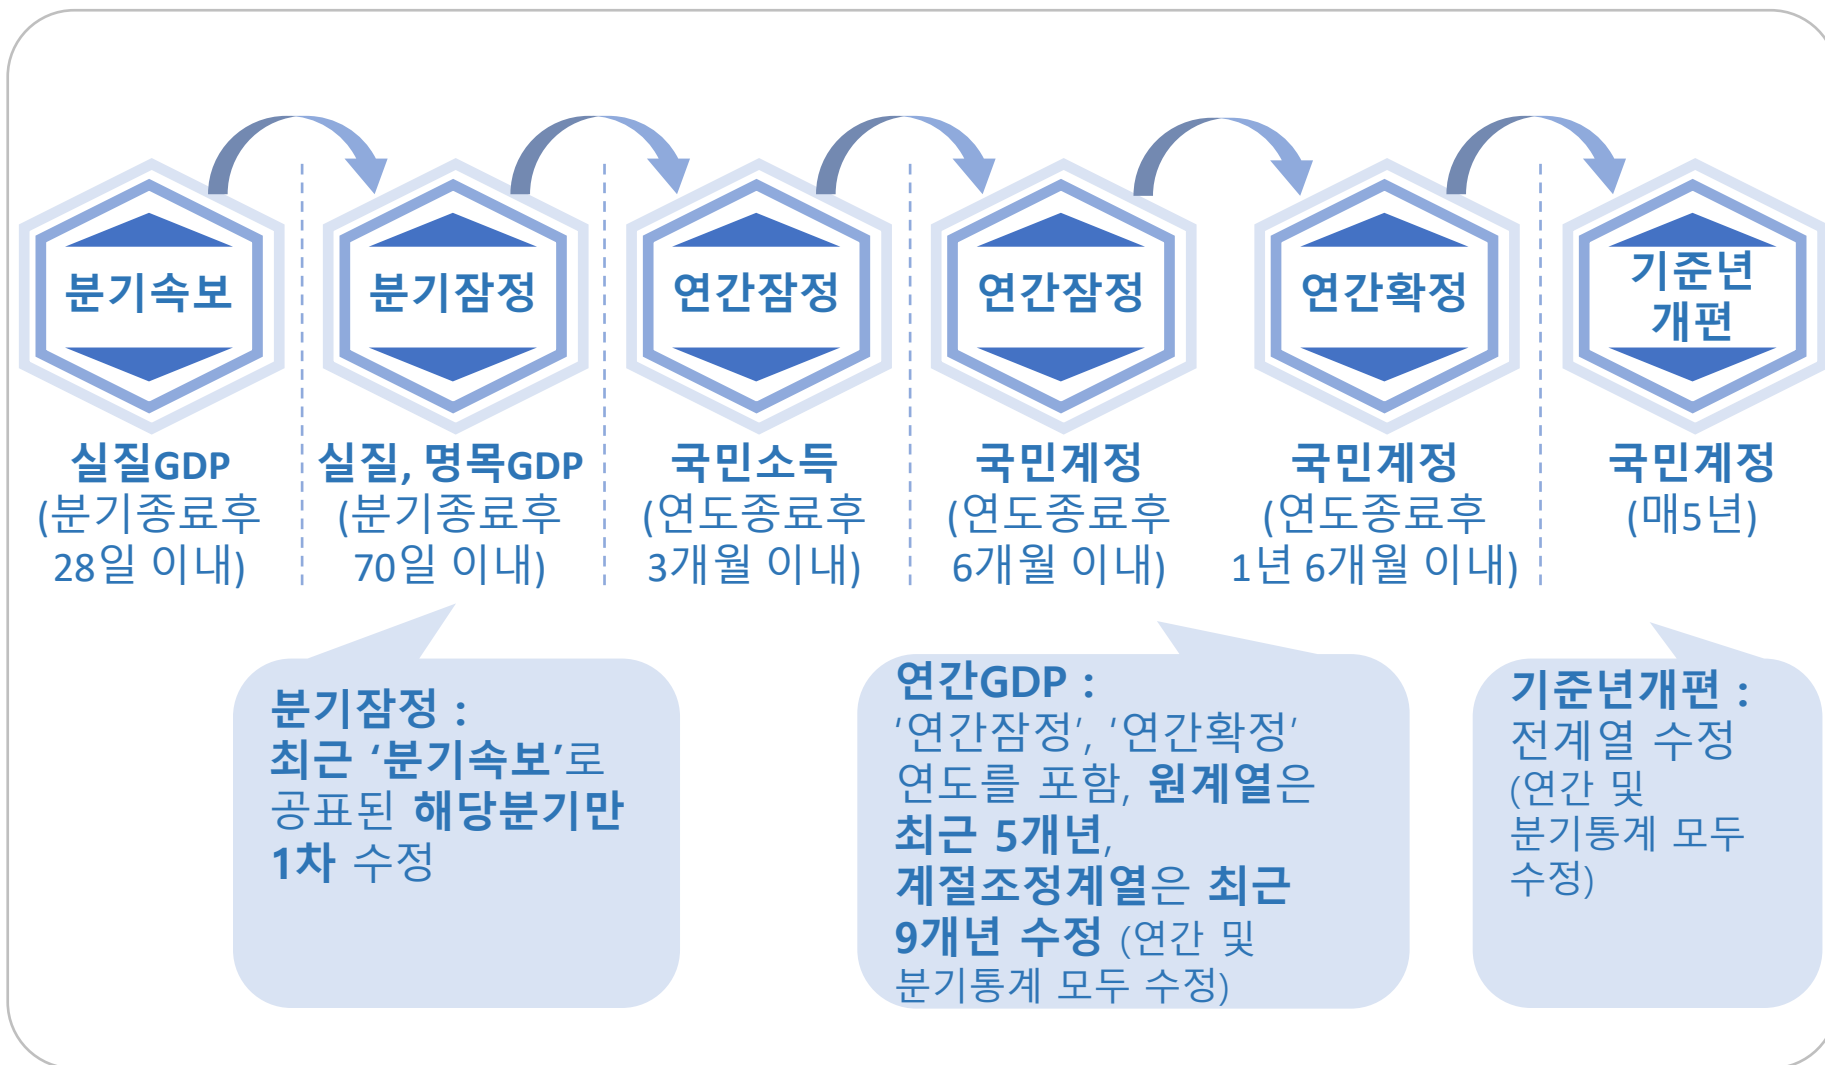 분기속보
분기잠정
연간잠정
연간잠정
연간확정
기준년
개편
실질GDP
(분기종료후
28일 이내)
실질, 명목GDP
(분기종료후
70일 이내)
국민소득
(연도종료후
3개월 이내)
국민계정
(연도종료후
6개월 이내)
국민계정
(연도종료후
1년 6개월 이내)
국민계정
(매5년)
분기잠정 :
최근 ‘분기속보’로
공표된 해당분기만
1차 수정
연간GDP :
‘연간잠정’, ‘연간확정’
연도를 포함, 원계열은
최근 5개년,
계절조정계열은 최근
9개년 수정 (연간 및
분기통계 모두 수정)
기준년개편 :
전계열 수정
(연간 및
분기통계 모두
수정)